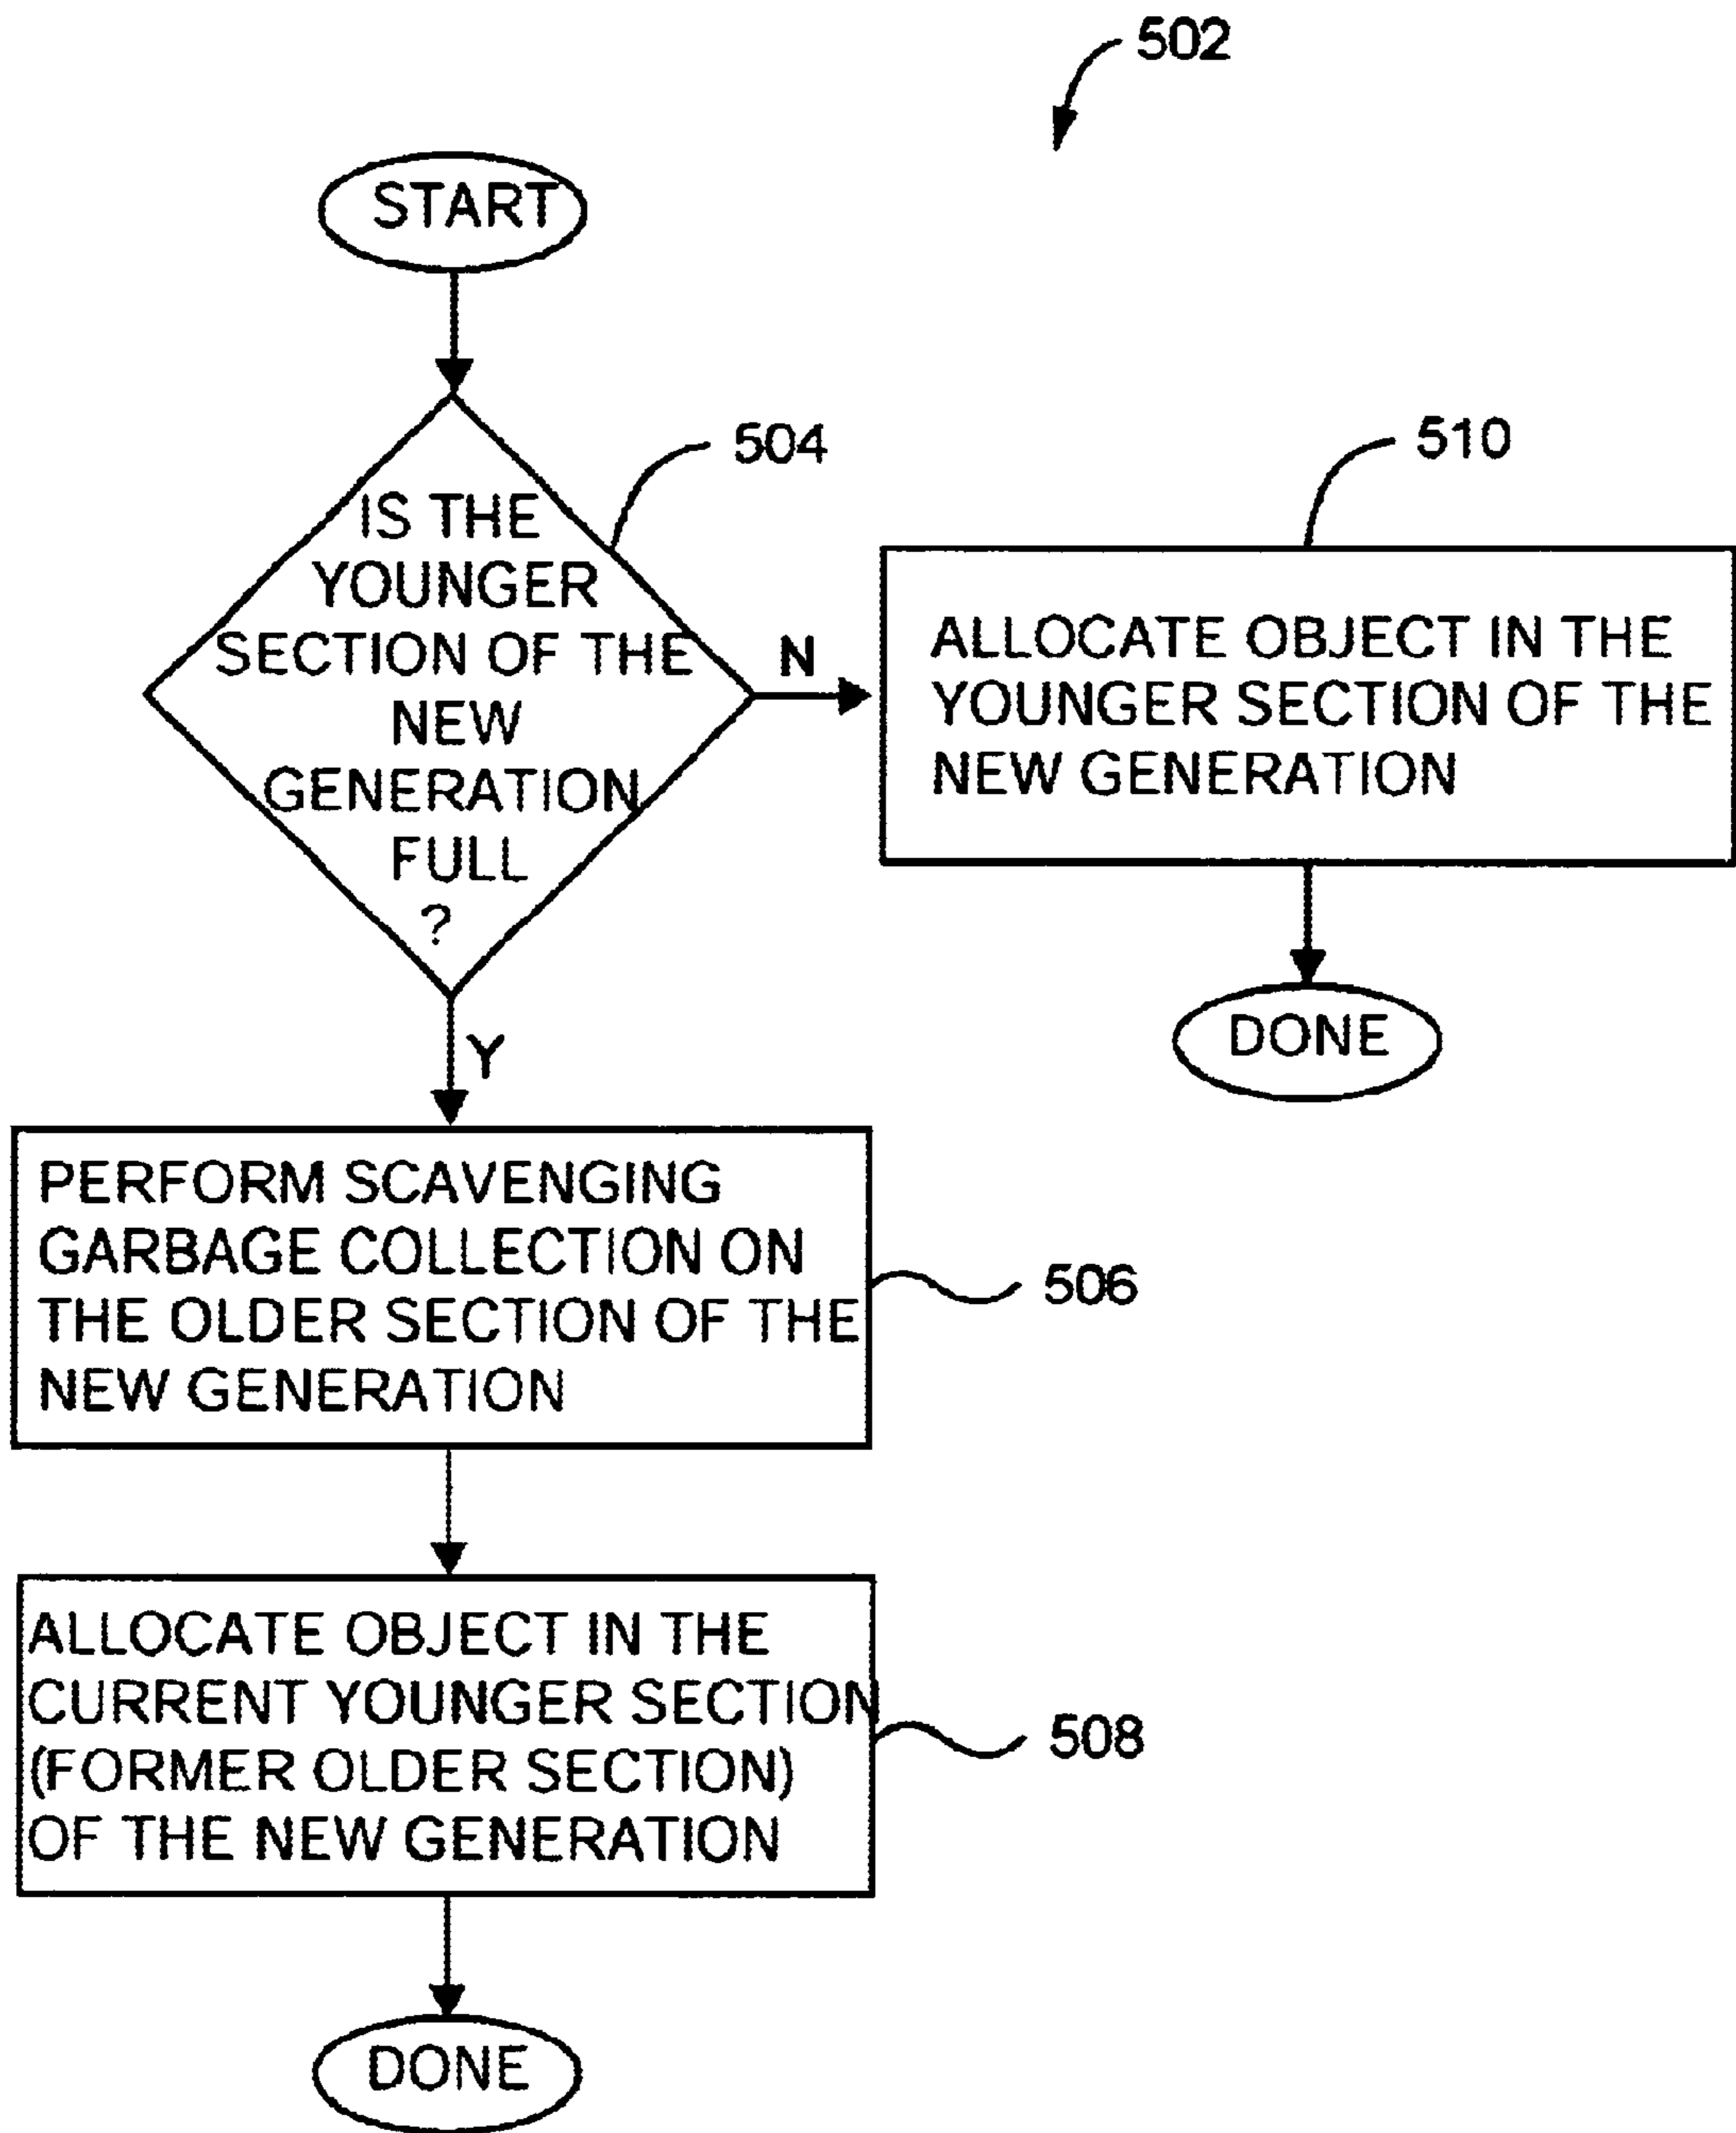 502
START
504
IS THE
YOUNGER
SECTION OF THE
NEW
GENERATION
FULL
?
N
510
ALLOCATE OBJECT IN THE
YOUNGER SECTION OF THE
NEW GENERATION
DONE
Y
PERFORM SCAVENGING
GARBAGE COLLECTION ON
THE OLDER SECTION OF THE
NEW GENERATION
506
ALLOCATE OBJECT IN THE
CURRENT YOUNGER SECTION
(FORMER OLDER SECTION)
OF THE NEW GENERATION
508
DONE